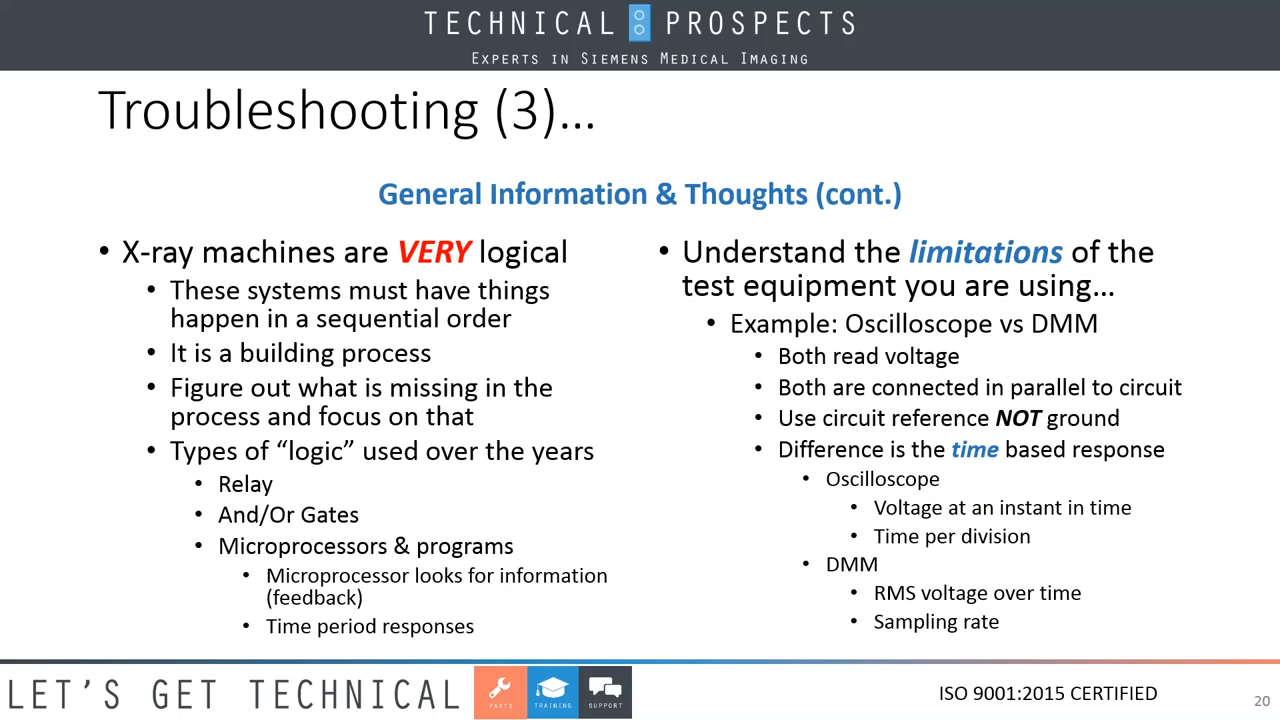 TECHNICAL PROSPECTS
EXPERTS IN SIEMENS MEDICAL IMAGING
Troubleshooting (3)…
General Information & Thoughts (cont.)
• X-ray machines are VERY logical
• These systems must have things
happen in a sequential order
• It is a building process
• Figure out what is missing in the
process and focus on that
• Types of “logic” used over the years
• Relay
• And/Or Gates
• Microprocessors & programs
• Microprocessor looks for information
(feedback)
• Time period responses
• Understand the limitations of the
test equipment you are using…
• Example: Oscilloscope vs DMM
• Both read voltage
• Both are connected in parallel to circuit
• Use circuit reference NOT ground
• Difference is the time based response
• Oscilloscope
• Voltage at an instant in time
• Time per division
• DMM
• RMS voltage over time
• Sampling rate
LET’S GET TECHNICAL
PARTS
TRAINING
SUPPORT
ISO 9001:2015 CERTIFIED
20